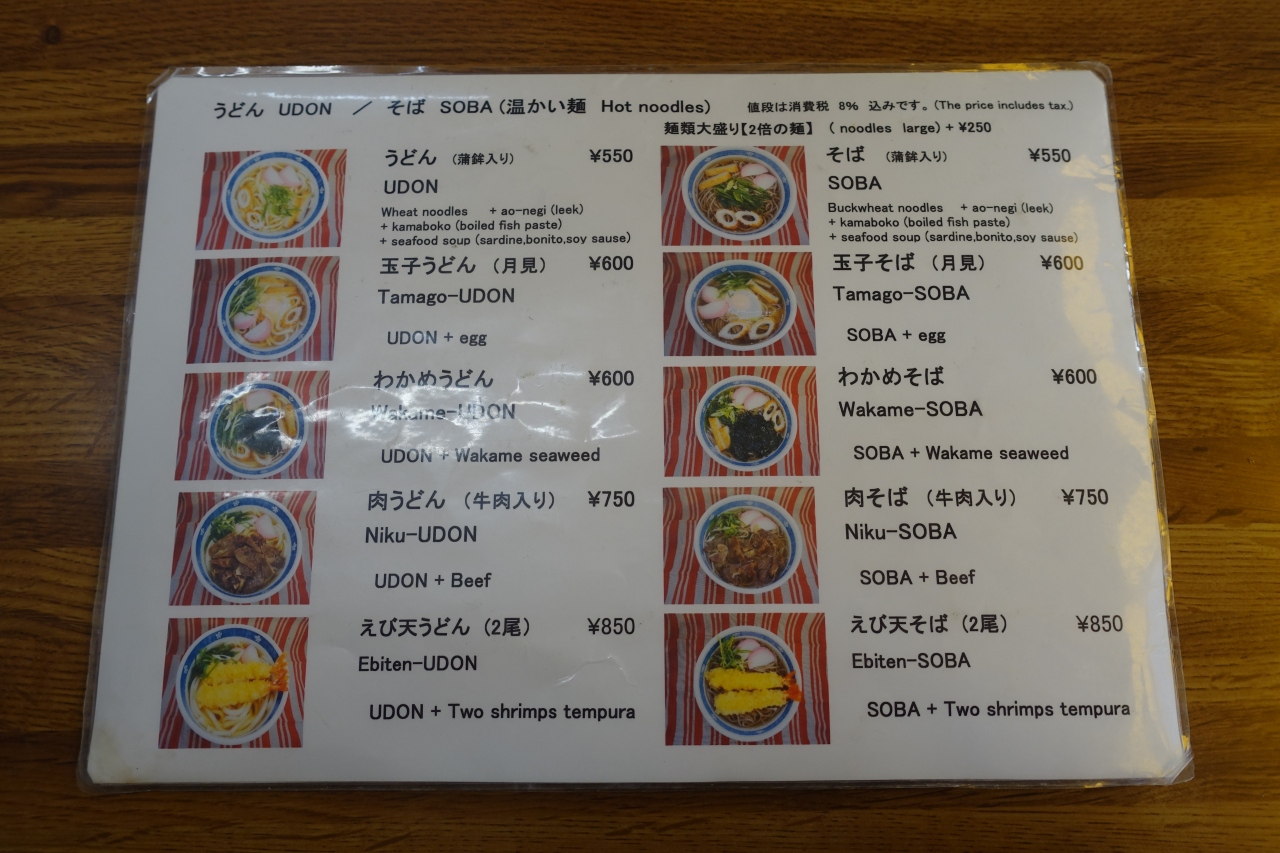 うどん UDON ／ そば SOBA (温かい麺 Hot noodles)
値段は消費税 8% 込みです。(The price includes tax.)
麺類大盛り【2倍の麺】 ( noodles large) + ¥250
うどん (蒲鉾入り) ¥550
UDON
Wheat noodles + ao-negi (leek)
+ kamaboko (boiled fish paste)
+ seafood soup (sardine,bonito,soy sause)
玉子うどん (月見) ¥600
Tamago-UDON
UDON + egg
わかめうどん ¥600
Wakame-UDON
UDON + Wakame seaweed
肉うどん (牛肉入り) ¥750
Niku-UDON
UDON + Beef
えび天うどん (2尾) ¥850
Ebiten-UDON
UDON + Two shrimps tempura
そば (蒲鉾入り) ¥550
SOBA
Buckwheat noodles + ao-negi (leek)
+ kamaboko (boiled fish paste)
+ seafood soup (sardine,bonito,soy sause)
玉子そば (月見) ¥600
Tamago-SOBA
SOBA + egg
わかめそば ¥600
Wakame-SOBA
SOBA + Wakame seaweed
肉そば (牛肉入り) ¥750
Niku-SOBA
SOBA + Beef
えび天そば (2尾) ¥850
Ebiten-SOBA
SOBA + Two shrimps tempura